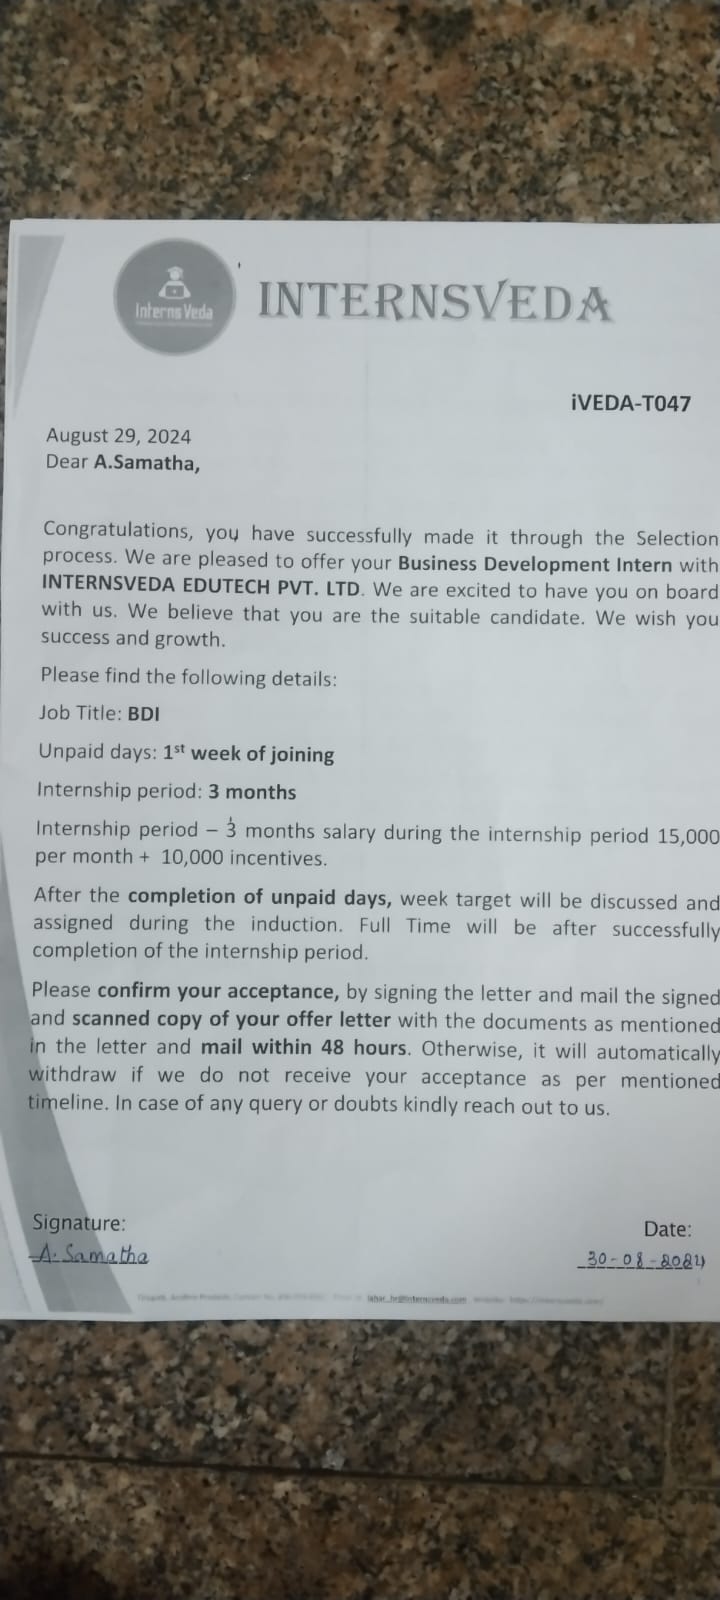 Interns Veda
INTERNSVEDA
iVEDA-T047
August 29, 2024
Dear A.Samatha,
Congratulations, you have successfully made it through the Selection
process. We are pleased to offer your Business Development Intern with
INTERNSVEDA EDUTECH PVT. LTD. We are excited to have you on board
with us. We believe that you are the suitable candidate. We wish you
success and growth.
Please find the following details:
Job Title: BDI
Unpaid days: 1st week of joining
Internship period: 3 months
Internship period – 3 months salary during the internship period 15,000
per month + 10,000 incentives.
After the completion of unpaid days, week target will be discussed and
assigned during the induction. Full Time will be after successfully
completion of the internship period.
Please confirm your acceptance, by signing the letter and mail the signed
and scanned copy of your offer letter with the documents as mentioned
in the letter and mail within 48 hours. Otherwise, it will automatically
withdraw if we do not receive your acceptance as per mentioned
timeline. In case of any query or doubts kindly reach out to us.
Signature:
Date:
A. Samatha
30-08-2024